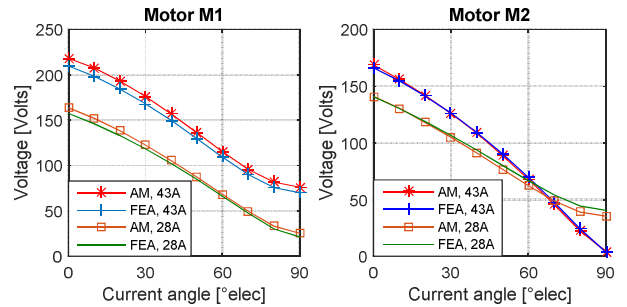 Motor M1
Voltage [Volts]
250
200
150
100
50
0
AM, 43A
FEA, 43A
AM, 28A
FEA, 28A
0
30
60
90
Current angle [°elec]
Motor M2
Voltage [Volts]
200
150
100
50
0
AM, 43A
FEA, 43A
AM, 28A
FEA, 28A
0
30
60
90
Current angle [°elec]